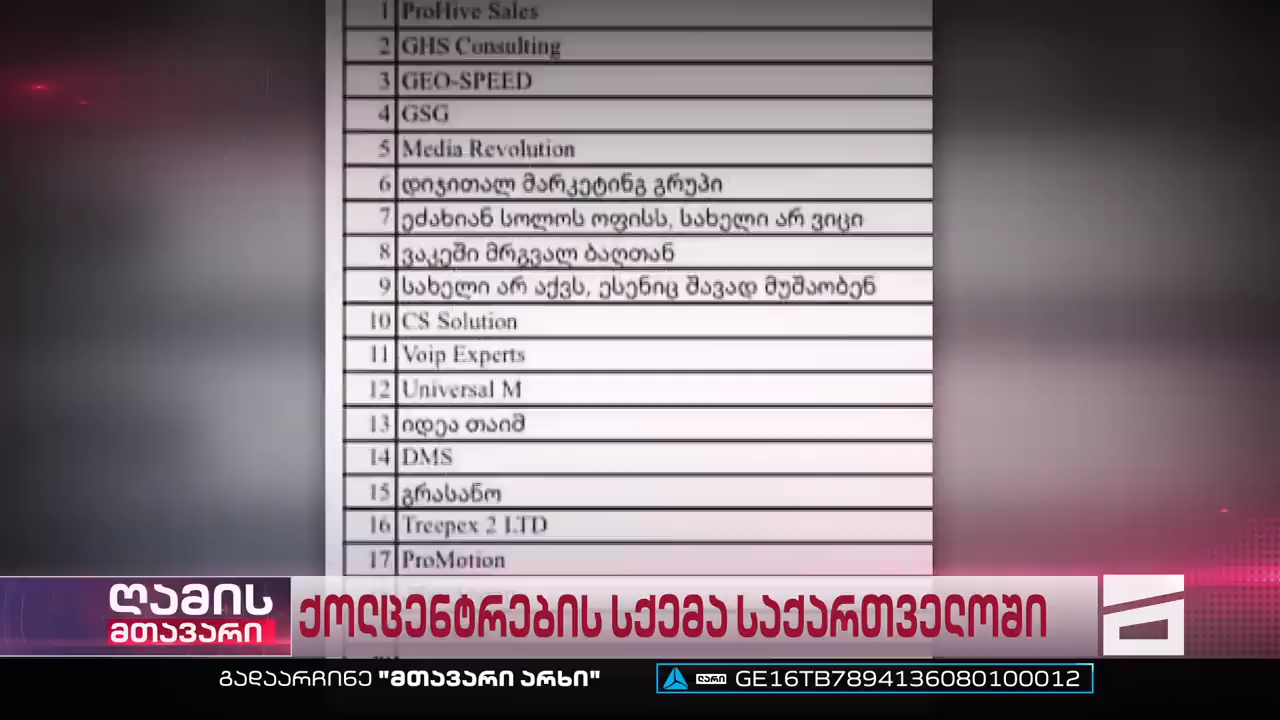 1 ProHive Sales
2 GHS Consulting
3 GEO-SPEED
4 GSG
5 Media Revolution
6 დიჯითალ მარკეტინგ გრუპი
7 ეძახიან სოლოს ოფისს, სახელი არ ვიცი
8 ვაკეში მრგვალ ბაღთან
9 სახელი არ აქვს, ესენიც შავად მუშაობენ
10 CS Solution
11 Voip Experts
12 Universal M
13 იდეა თაიმ
14 DMS
15 გრასანო
16 Treepex 2 LTD
17 ProMotion
ღამის
მთავარი
ქოლცენტრების სქემა საქართველოში
გადაარჩინე "მთავარი არხი"
ლარი GE16TB7894136080100012